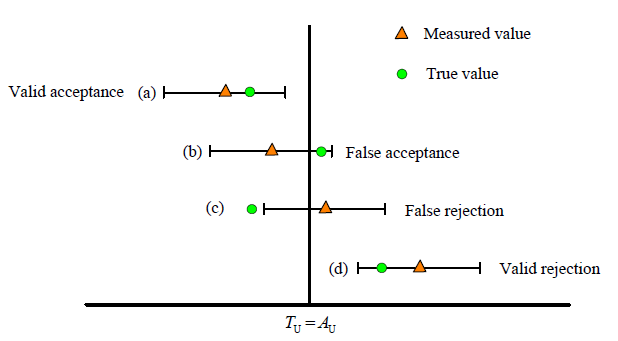 Measured value
True value
Valid acceptance (a)
(b) False acceptance
(c) False rejection
(d) Valid rejection
T_U = A_U